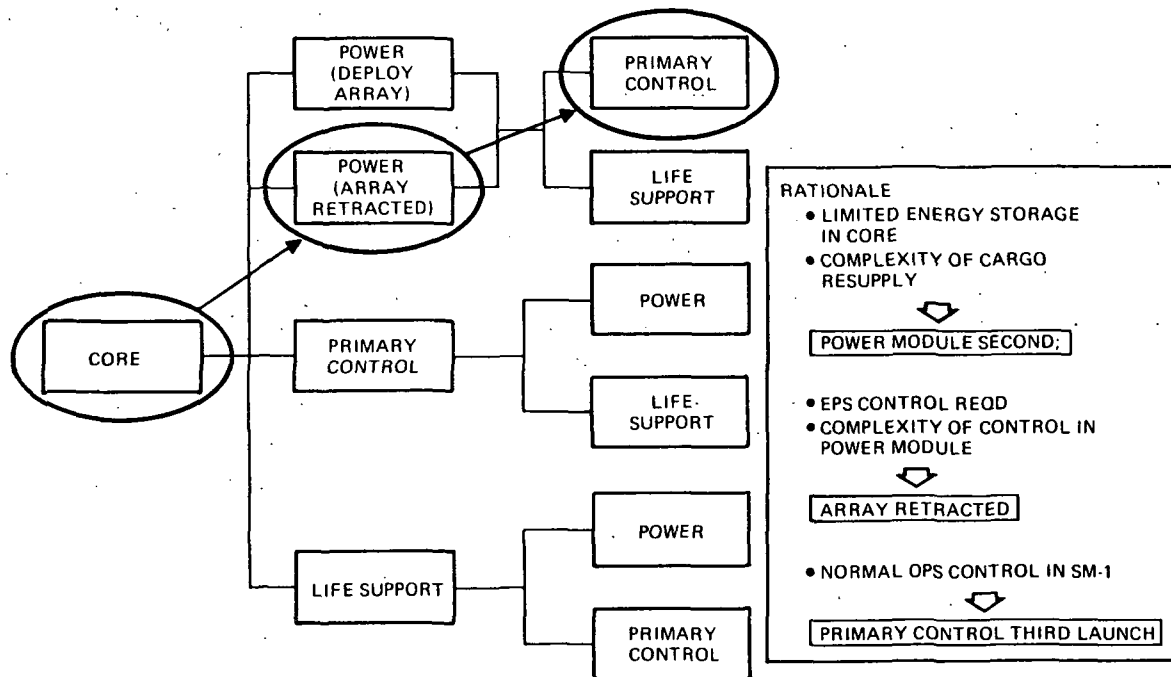 POWER
(DEPLOY
ARRAY)
PRIMARY
CONTROL
POWER
(ARRAY
RETRACTED)
LIFE
SUPPORT
CORE
PRIMARY
CONTROL
POWER
LIFE-
SUPPORT
LIFE SUPPORT
POWER
PRIMARY
CONTROL
RATIONALE
• LIMITED ENERGY STORAGE
IN CORE
• COMPLEXITY OF CARGO
RESUPPLY
POWER MODULE SECOND;
• EPS CONTROL REQD
• COMPLEXITY OF CONTROL IN
POWER MODULE
ARRAY RETRACTED
• NORMAL OPS CONTROL IN SM-1
PRIMARY CONTROL THIRD LAUNCH